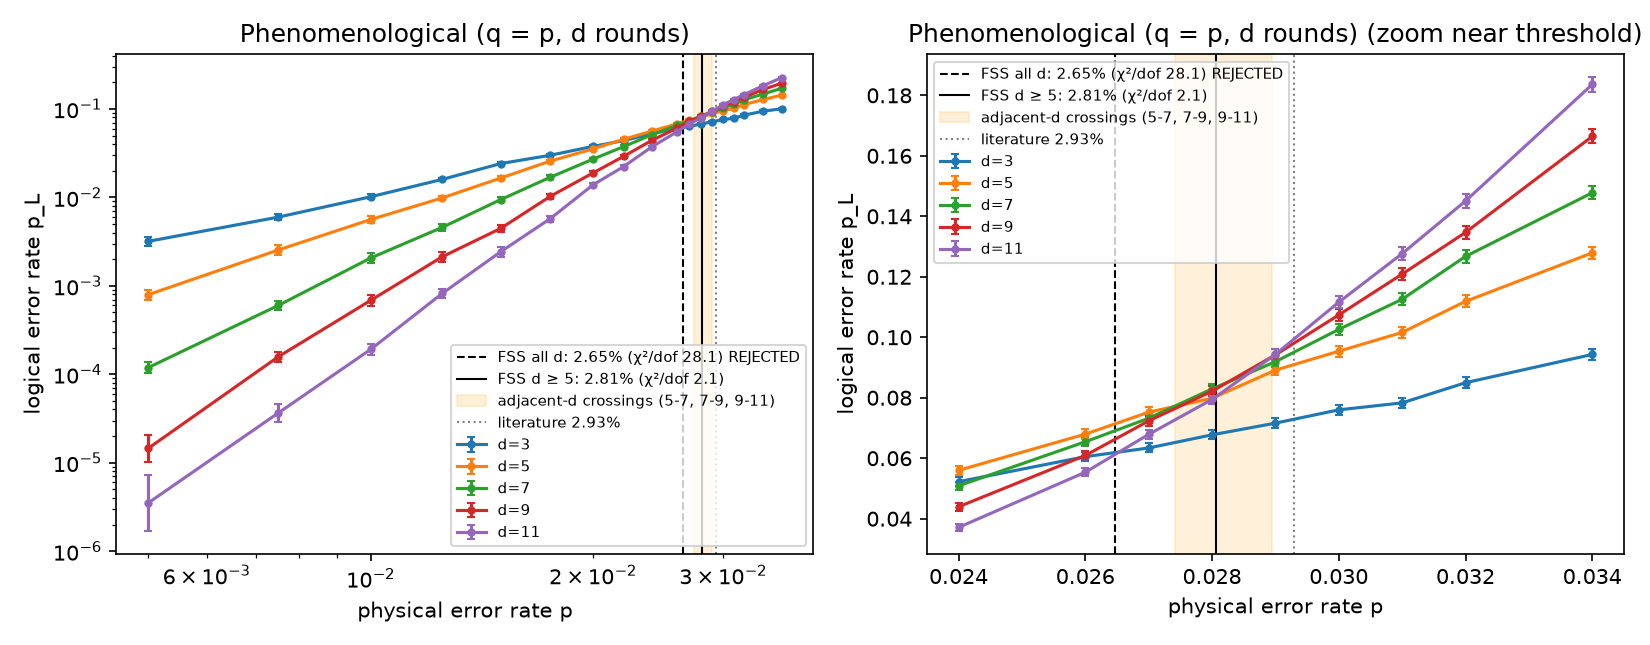 Phenomenological (q = p, d rounds)
10⁻¹
10⁻²
10⁻³
10⁻⁴
10⁻⁵
10⁻⁶
logical error rate p_L
FSS all d: 2.65% (χ²/dof 28.1) REJECTED
FSS d ≥ 5: 2.81% (χ²/dof 2.1)
adjacent-d crossings (5-7, 7-9, 9-11)
literature 2.93%
d=3
d=5
d=7
d=9
d=11
6 × 10⁻³
10⁻²
2 × 10⁻²
3 × 10⁻²
physical error rate p
Phenomenological (q = p, d rounds) (zoom near threshold)
0.18
0.16
0.14
0.12
0.10
0.08
0.06
0.04
logical error rate p_L
FSS all d: 2.65% (χ²/dof 28.1) REJECTED
FSS d ≥ 5: 2.81% (χ²/dof 2.1)
adjacent-d crossings (5-7, 7-9, 9-11)
literature 2.93%
d=3
d=5
d=7
d=9
d=11
0.024
0.026
0.028
0.030
0.032
0.034
physical error rate p